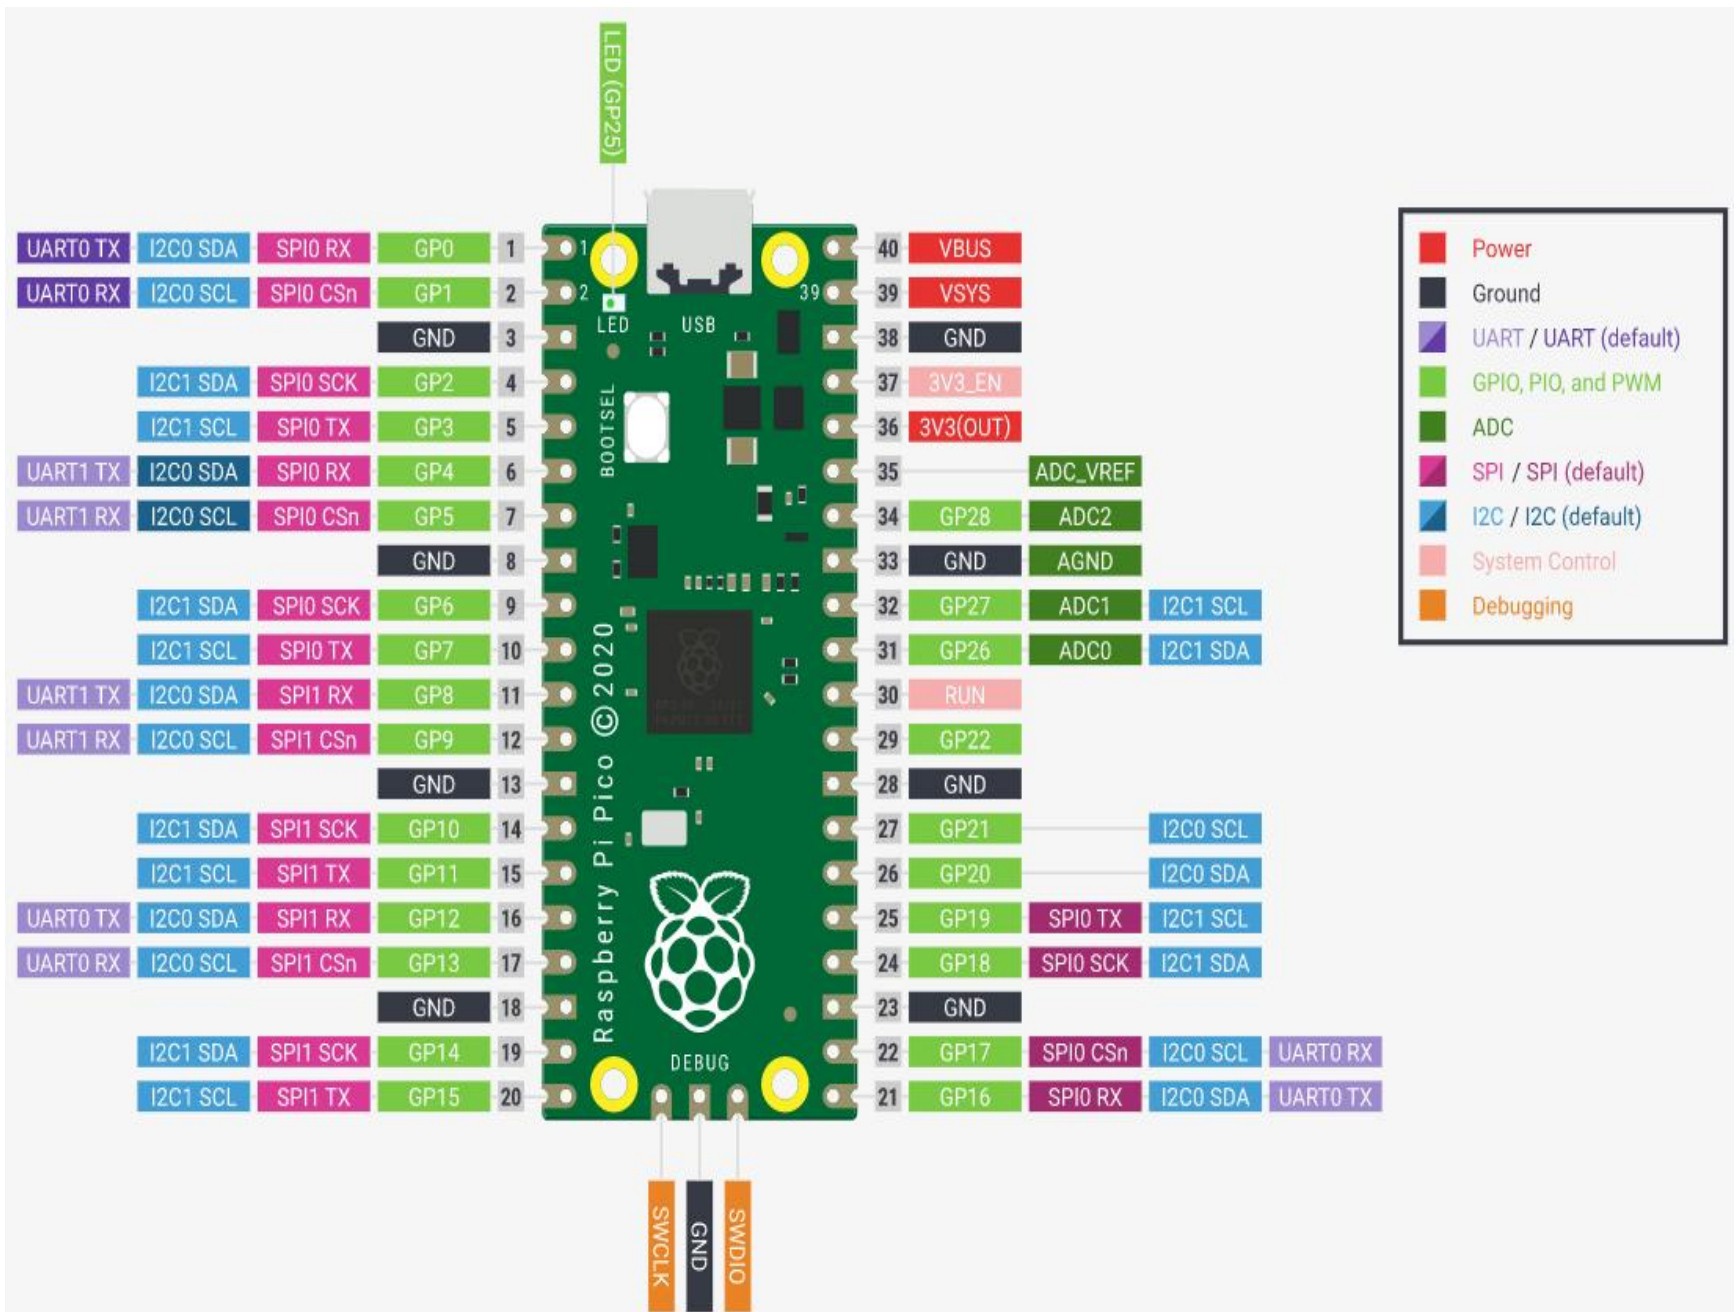 LED (GP25)
UART0 TX I2C0 SDA SPI0 RX GP0 1 1 40 VBUS
UART0 RX I2C0 SCL SPI0 CSn GP1 2 2 39 39 VSYS
LED USB
GND 3 38 GND
I2C1 SDA SPI0 SCK GP2 4 37 3V3_EN
I2C1 SCL SPI0 TX GP3 5 36 3V3(OUT)
BOOTSEL
UART1 TX I2C0 SDA SPI0 RX GP4 6 35 ADC_VREF
UART1 RX I2C0 SCL SPI0 CSn GP5 7 34 GP28 ADC2
GND 8 33 GND AGND
I2C1 SDA SPI0 SCK GP6 9 32 GP27 ADC1 I2C1 SCL
I2C1 SCL SPI0 TX GP7 10 31 GP26 ADC0 I2C1 SDA
UART1 TX I2C0 SDA SPI1 RX GP8 11 30 RUN
UART1 RX I2C0 SCL SPI1 CSn GP9 12 29 GP22
GND 13 28 GND
I2C1 SDA SPI1 SCK GP10 14 27 GP21 I2C0 SCL
I2C1 SCL SPI1 TX GP11 15 26 GP20 I2C0 SDA
UART0 TX I2C0 SDA SPI1 RX GP12 16 25 GP19 SPI0 TX I2C1 SCL
UART0 RX I2C0 SCL SPI1 CSn GP13 17 24 GP18 SPI0 SCK I2C1 SDA
GND 18 23 GND
I2C1 SDA SPI1 SCK GP14 19 22 GP17 SPI0 CSn I2C0 SCL UART0 RX
I2C1 SCL SPI1 TX GP15 20 21 GP16 SPI0 RX I2C0 SDA UART0 TX
Raspberry Pi Pico ©2020
DEBUG
SWCLK
GND
SWDIO
Power
Ground
UART / UART (default)
GPIO, PIO, and PWM
ADC
SPI / SPI (default)
I2C / I2C (default)
System Control
Debugging